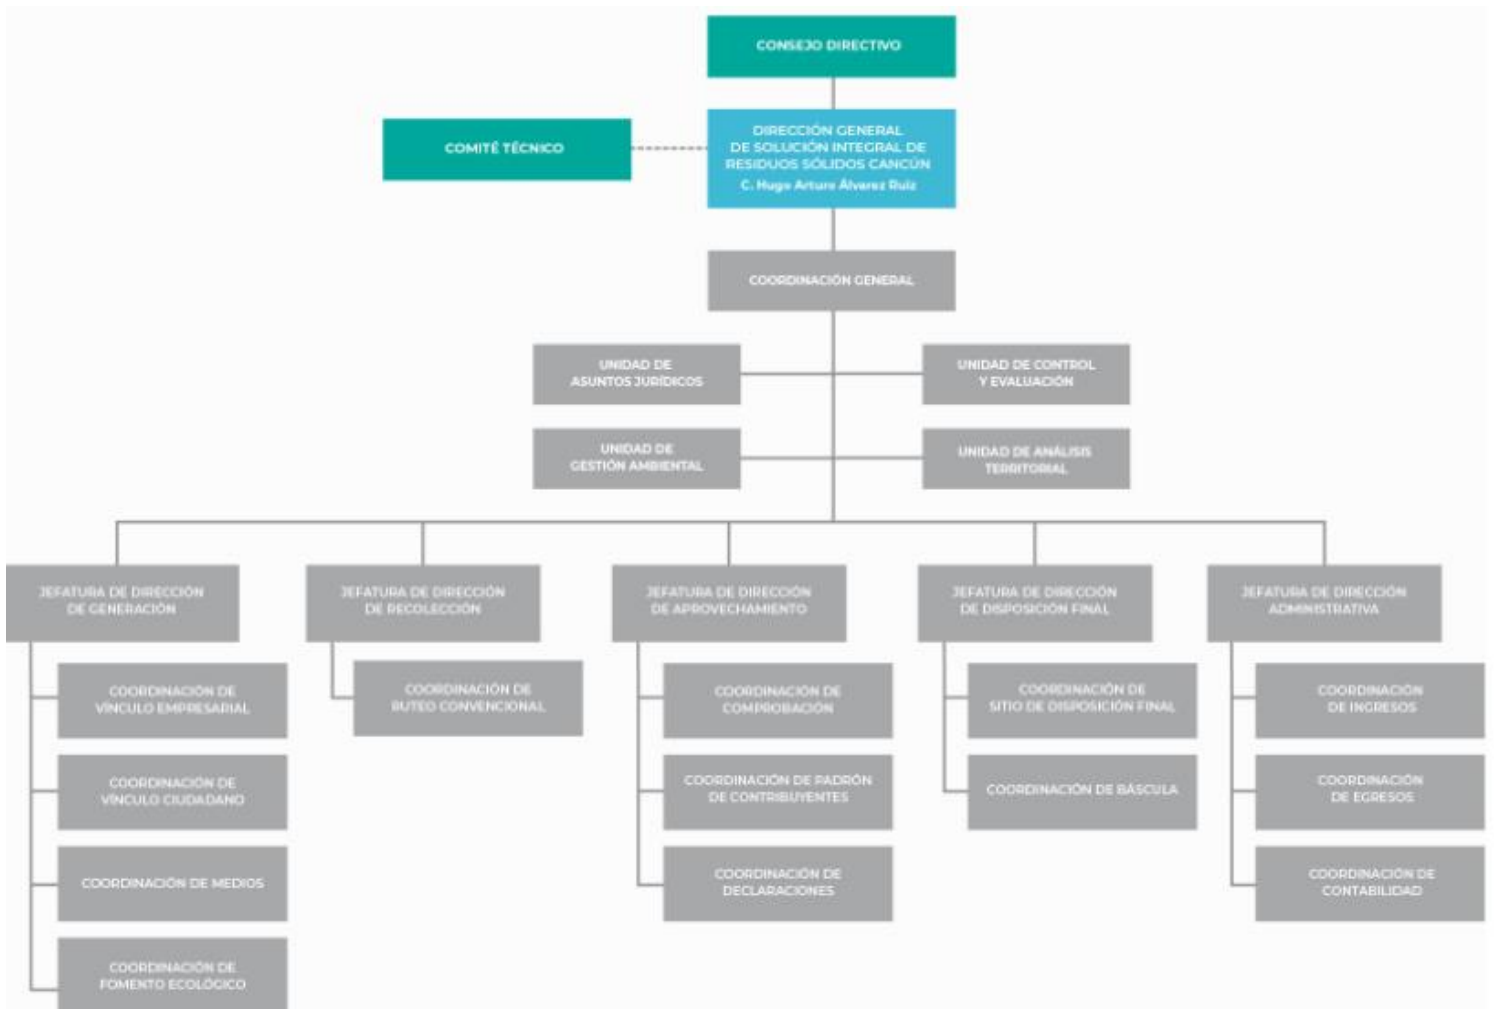 CONSEJO DIRECTIVO
COMITÉ TÉCNICO
DIRECCIÓN GENERAL
DE SOLUCIÓN INTEGRAL DE
RESIDUOS SÓLIDOS CANCÚN
C. Hugo Arturo Álvarez Ruiz
COORDINACIÓN GENERAL
UNIDAD DE
ASUNTOS JURÍDICOS
UNIDAD DE CONTROL
Y EVALUACIÓN
UNIDAD DE
GESTIÓN AMBIENTAL
UNIDAD DE ANÁLISIS
TERRITORIAL
JEFATURA DE DIRECCIÓN
DE GENERACIÓN
COORDINACIÓN DE
VÍNCULO EMPRESARIAL
COORDINACIÓN DE
VÍNCULO CIUDADANO
COORDINACIÓN DE MEDIOS
COORDINACIÓN DE
FOMENTO ECOLÓGICO
JEFATURA DE DIRECCIÓN
DE RECOLECCIÓN
COORDINACIÓN DE
RUTEO CONVENCIONAL
JEFATURA DE DIRECCIÓN
DE APROVECHAMIENTO
COORDINACIÓN DE
COMPROBACIÓN
COORDINACIÓN DE PADRÓN
DE CONTRIBUYENTES
COORDINACIÓN DE
DECLARACIONES
JEFATURA DE DIRECCIÓN
DE DISPOSICIÓN FINAL
COORDINACIÓN DE
SITIO DE DISPOSICIÓN FINAL
COORDINACIÓN DE BÁSCULA
JEFATURA DE DIRECCIÓN
ADMINISTRATIVA
COORDINACIÓN
DE INGRESOS
COORDINACIÓN
DE EGRESOS
COORDINACIÓN DE
CONTABILIDAD